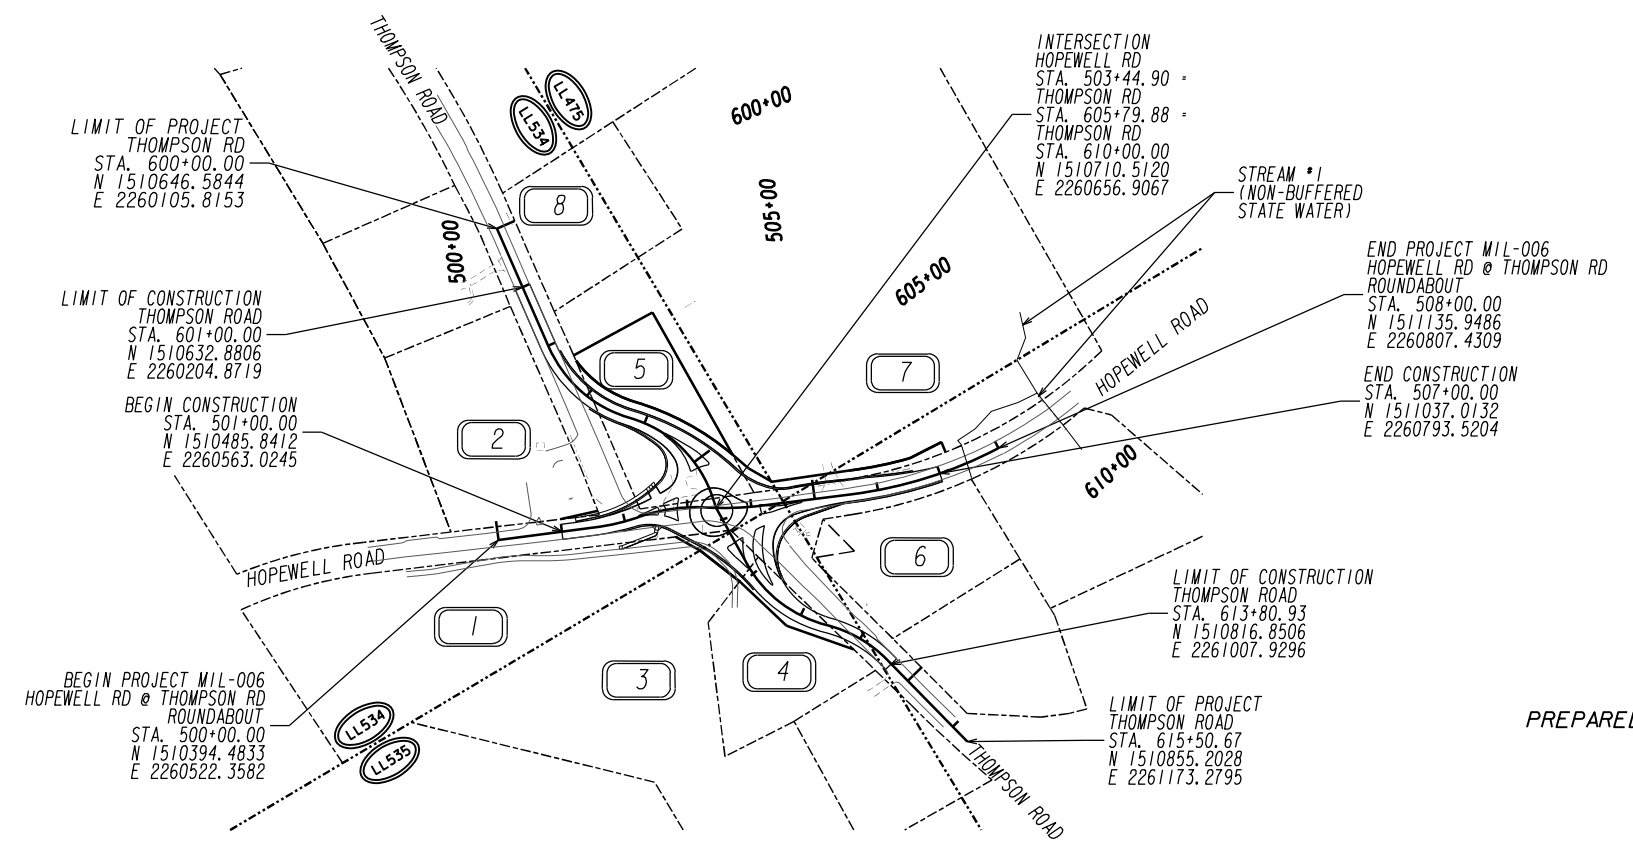 THOMPSON ROAD
LL475
LL534
600+00
505+00
500+00
605+00
610+00
INTERSECTION
HOPEWELL RD
STA. 503+44.90 =
THOMPSON RD
STA. 605+79.88 =
THOMPSON RD
STA. 610+00.00
N 1510710.5120
E 2260656.9067
LIMIT OF PROJECT
THOMPSON RD
STA. 600+00.00
N 1510646.5844
E 2260105.8153
STREAM #1
(NON-BUFFERED
STATE WATER)
END PROJECT MIL-006
HOPEWELL RD @ THOMPSON RD
ROUNDABOUT
STA. 508+00.00
N 1511135.9486
E 2260807.4309
LIMIT OF CONSTRUCTION
THOMPSON ROAD
STA. 601+00.00
N 1510632.8806
E 2260204.8719
HOPEWELL ROAD
END CONSTRUCTION
STA. 507+00.00
N 1511037.0132
E 2260793.5204
BEGIN CONSTRUCTION
STA. 501+00.00
N 1510485.8412
E 2260563.0245
8
5
7
2
6
1
3
4
HOPEWELL ROAD
LIMIT OF CONSTRUCTION
THOMPSON ROAD
STA. 613+80.93
N 1510816.8506
E 2261007.9296
BEGIN PROJECT MIL-006
HOPEWELL RD @ THOMPSON RD
ROUNDABOUT
STA. 500+00.00
N 1510394.4833
E 2260522.3582
LL534
LL535
LIMIT OF PROJECT
THOMPSON ROAD
STA. 615+50.67
N 1510855.2028
E 2261173.2795
THOMPSON ROAD
PREPARE